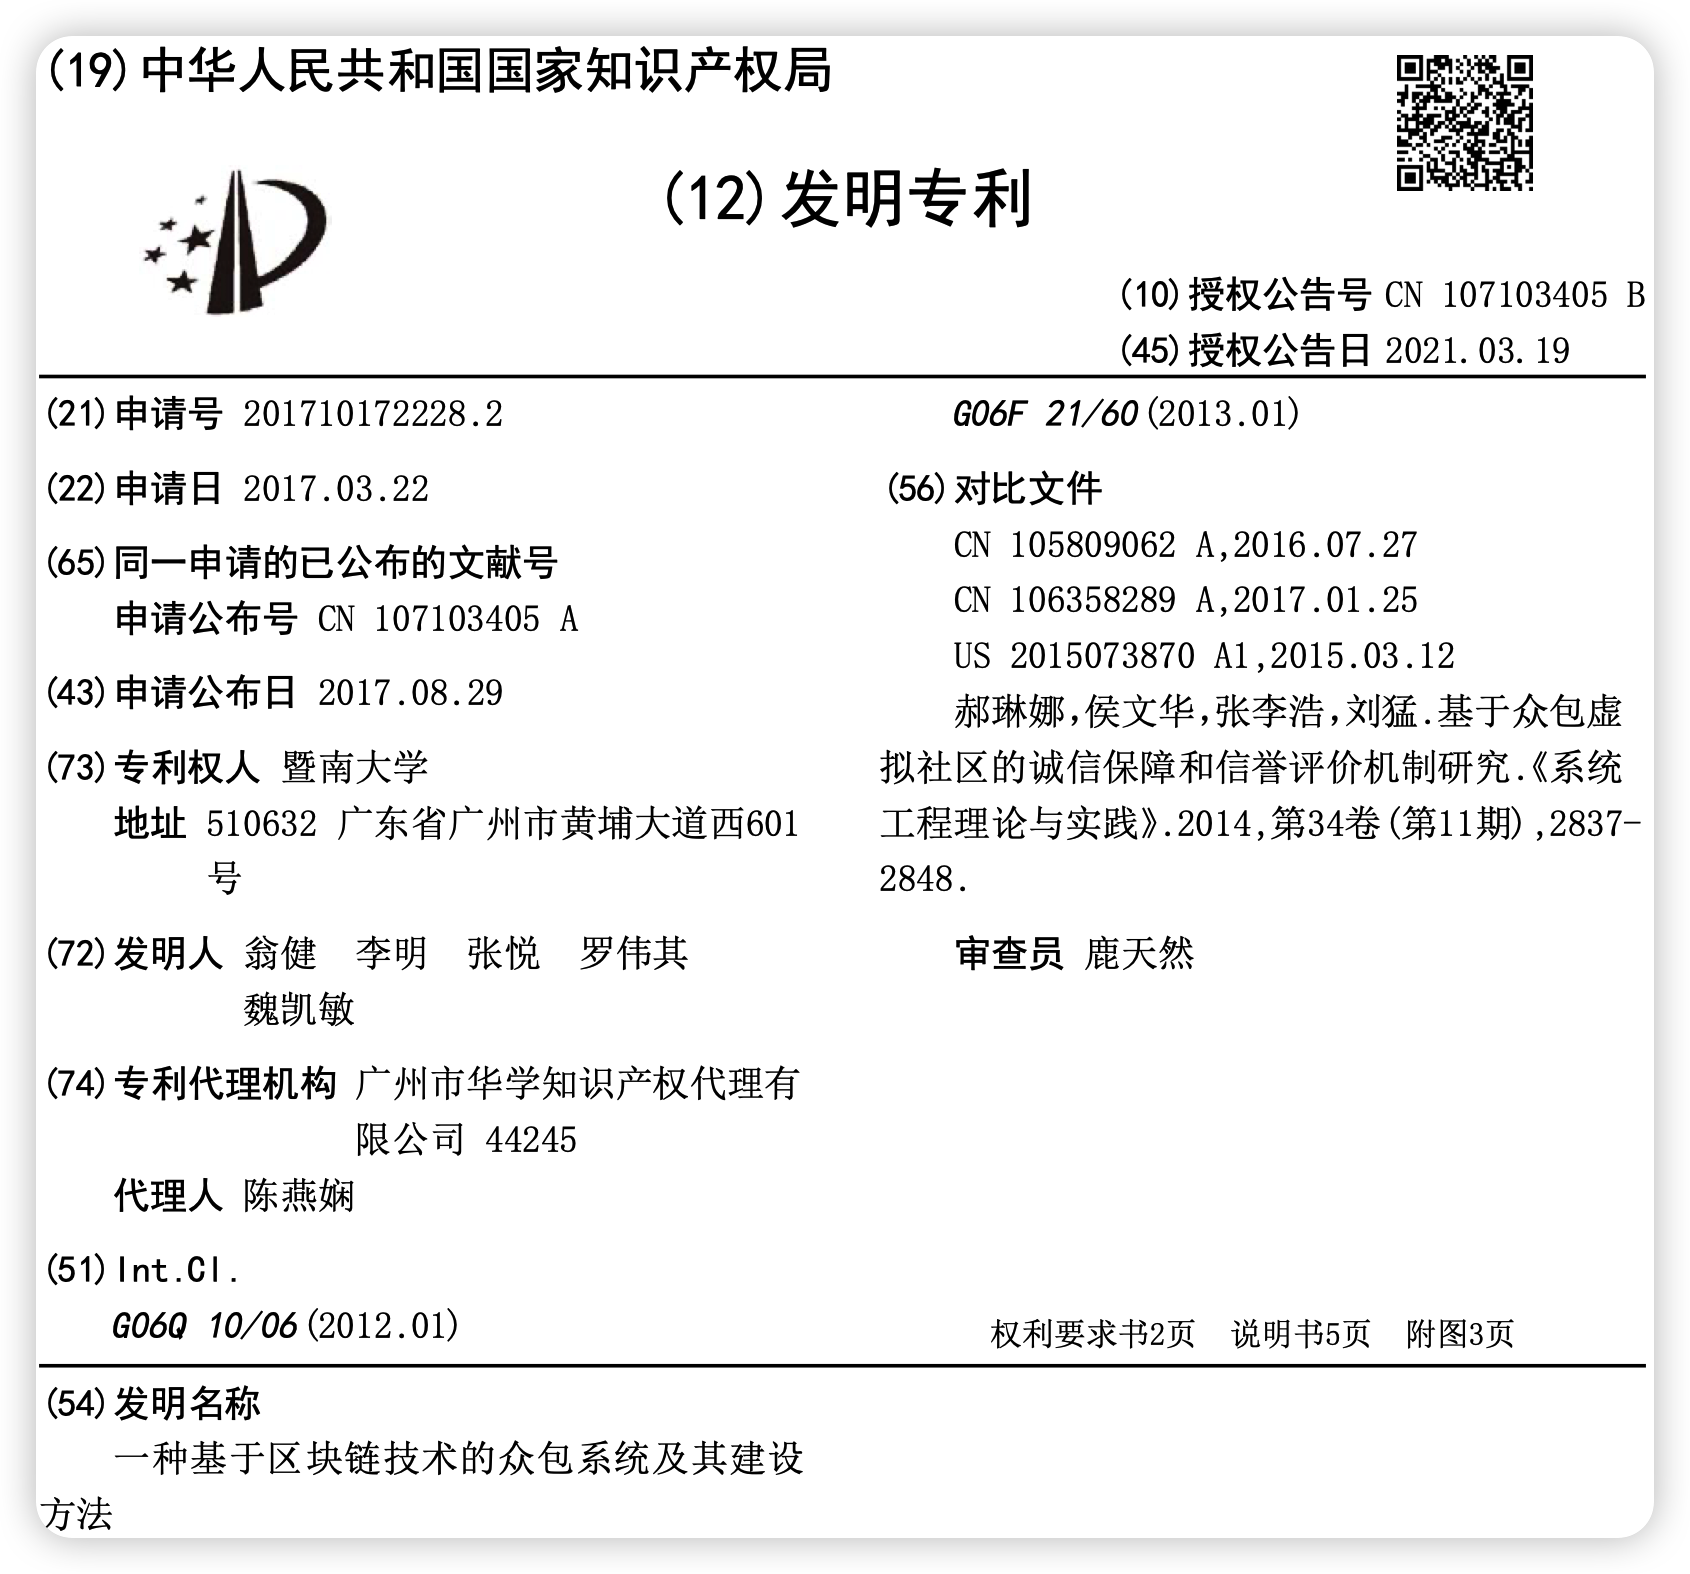 (19)中华人民共和国国家知识产权局
(12)发明专利
(10)授权公告号 CN 107103405 B
(45)授权公告日 2021.03.19
(21)申请号 201710172228.2
(22)申请日 2017.03.22
(65)同一申请的已公布的文献号
申请公布号 CN 107103405 A
(43)申请公布日 2017.08.29
(73)专利权人 暨南大学
地址 510632 广东省广州市黄埔大道西601
号
(72)发明人 翁健 李明 张悦 罗伟其
魏凯敏
(74)专利代理机构 广州市华学知识产权代理有
限公司 44245
代理人 陈燕娴
(51)Int.Cl.
G06Q 10/06(2012.01)
G06F 21/60(2013.01)
(56)对比文件
CN 105809062 A,2016.07.27
CN 106358289 A,2017.01.25
US 2015073870 A1,2015.03.12
郝琳娜,侯文华,张李浩,刘猛.基于众包虚
拟社区的诚信保障和信誉评价机制研究.《系统
工程理论与实践》.2014,第34卷(第11期),2837-
2848.
审查员 鹿天然
权利要求书2页 说明书5页 附图3页
(54)发明名称
一种基于区块链技术的众包系统及其建设
方法